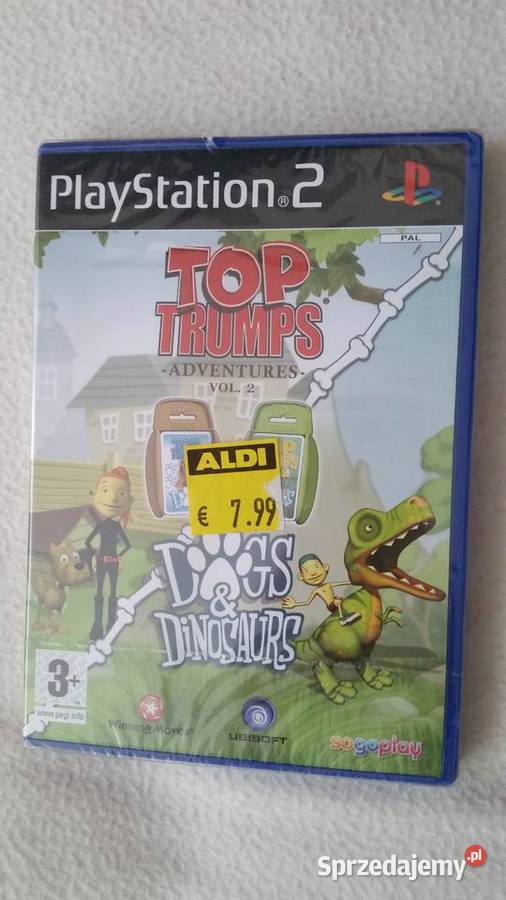 PlayStation®2
PAL
TOP
TRUMPS®
-ADVENTURES-
VOL. 2
TOP
ALDI
€ 7.99
DOGS
&
DINOSAURS
3+
www.pegi.info
Winning Moves
UBISOFT
sogoplay
Sprzedajemy.pl